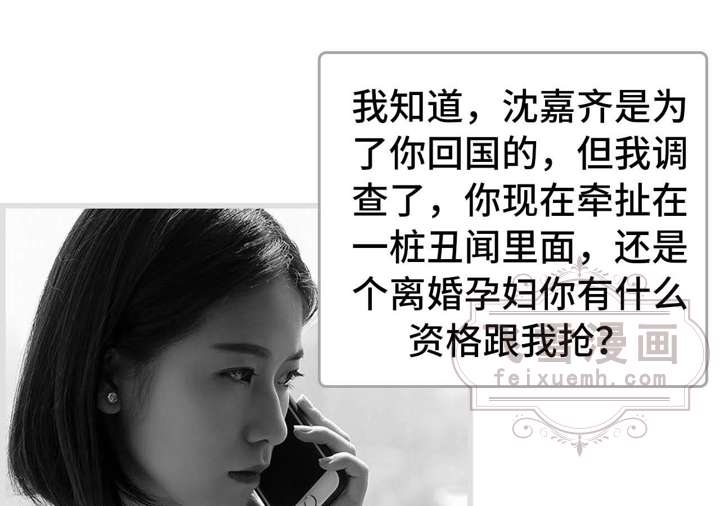 我知道，沈嘉齐是为
了你回国的，但我调
查了，你现在牵扯在
一桩丑闻里面，还是
个离婚孕妇你有什么
资格跟我抢？
漫画
feixuemh.com